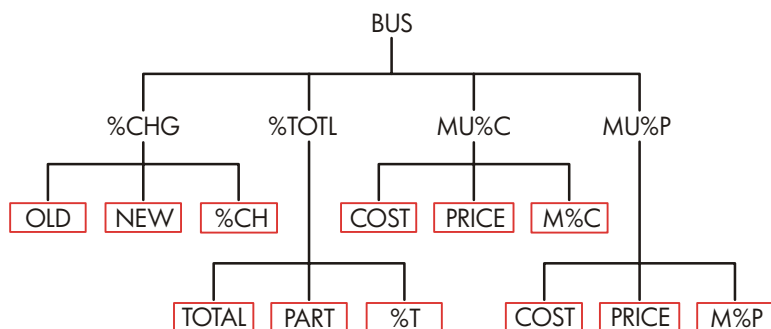 BUS
%CHG %TOTL MU%C MU%P
OLD NEW %CH COST PRICE M%C
TOTAL PART %T COST PRICE M%P